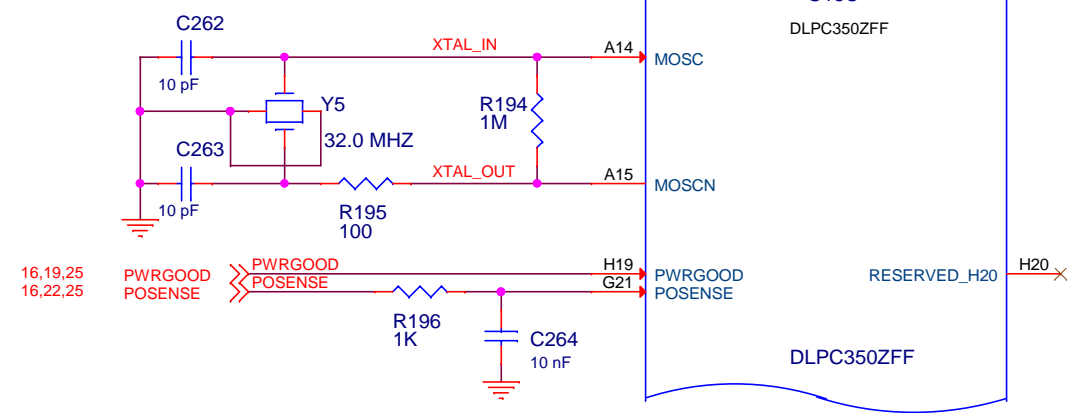 DLPC350ZFF
C262
10 pF
XTAL_IN
A14
MOSC
Y5
32.0 MHZ
R194
1M
C263
10 pF
XTAL_OUT
A15
MOSCN
R195
100
16,19,25
PWRGOOD
PWRGOOD
H19
PWRGOOD
RESERVED_H20
H20
16,22,25
POSENSE
POSENSE
G21
POSENSE
R196
1K
C264
10 nF
DLPC350ZFF